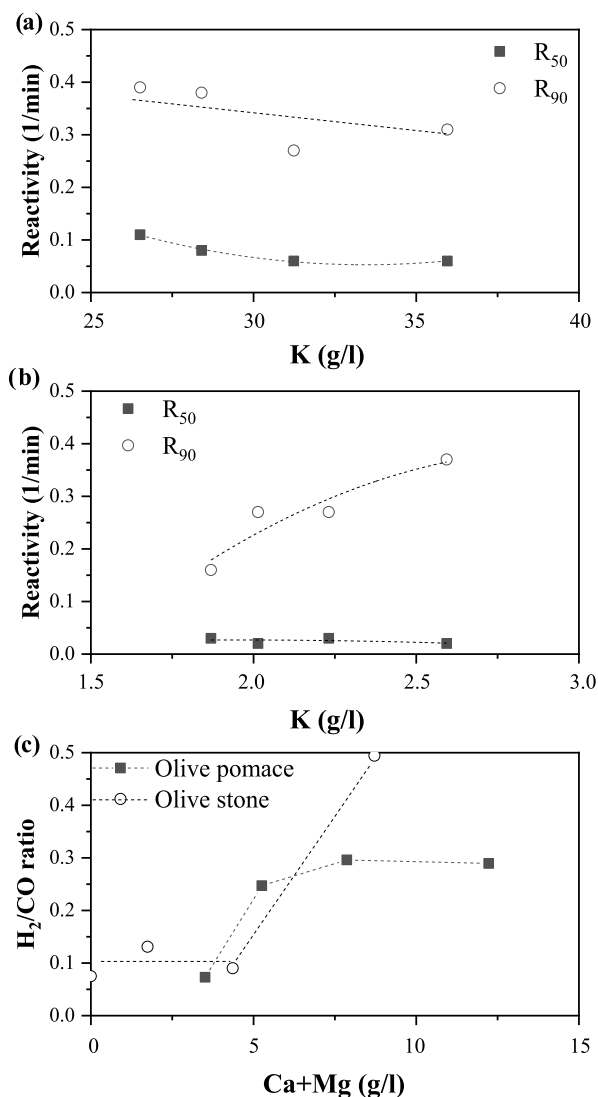 (a)
0.5
0.4
0.3
0.2
0.1
0.0
Reactivity (1/min)
R₅₀
R₉₀
25 30 35 40
K (g/l)
(b)
0.5
0.4
0.3
0.2
0.1
0.0
Reactivity (1/min)
R₅₀
R₉₀
1.5 2.0 2.5 3.0
K (g/l)
(c)
0.5
0.4
0.3
0.2
0.1
0.0
H₂/CO ratio
Olive pomace
Olive stone
0 5 10 15
Ca+Mg (g/l)